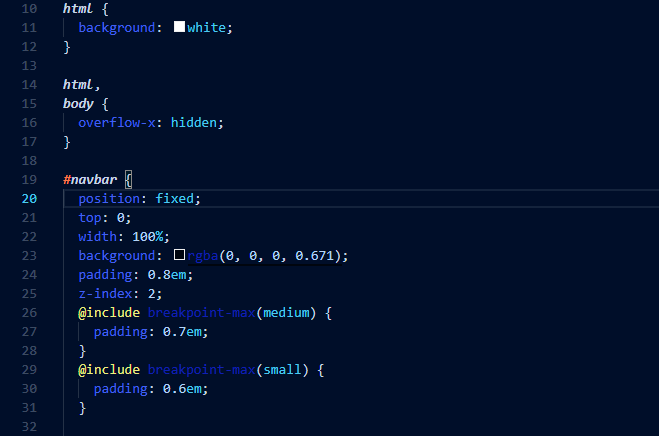 10 html {
11 background: white;
12 }
13
14 html,
15 body {
16 overflow-x: hidden;
17 }
18
19 #navbar {
20 position: fixed;
21 top: 0;
22 width: 100%;
23 background: rgba(0, 0, 0, 0.671);
24 padding: 0.8em;
25 z-index: 2;
26 @include breakpoint-max(medium) {
27 padding: 0.7em;
28 }
29 @include breakpoint-max(small) {
30 padding: 0.6em;
31 }
32